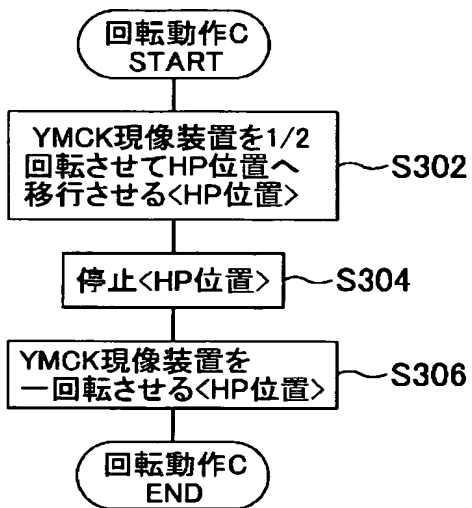 回転動作C
START
YMCK現像装置を1/2
回転させてHP位置へ
移行させる<HP位置>
S302
停止<HP位置>
S304
YMCK現像装置を
一回転させる<HP位置>
S306
回転動作C
END